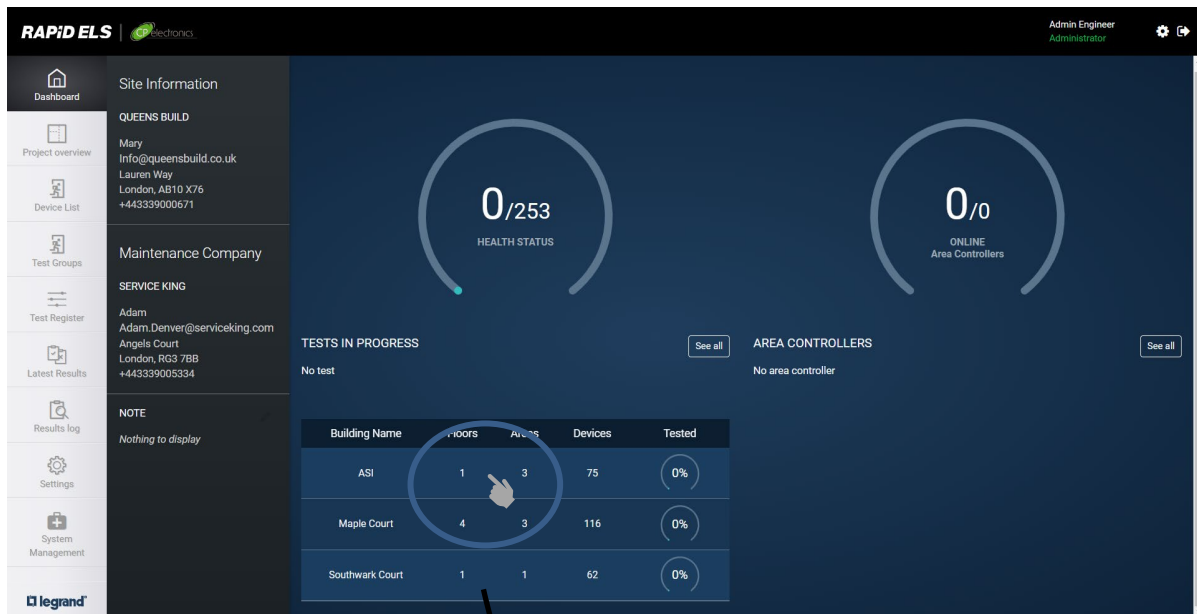 RAPiD ELS | CP electronics
Admin Engineer
Administrator
Dashboard
Project overview
Device List
Test Groups
Test Register
Latest Results
Results log
Settings
System
Management
legrand
Site Information
QUEENS BUILD
Mary
Info@queensbuild.co.uk
Lauren Way
London, AB10 X76
+443339000671
Maintenance Company
SERVICE KING
Adam
Adam.Denver@serviceking.com
Angels Court
London, RG3 7BB
+443339005334
NOTE
Nothing to display
0/253
HEALTH STATUS
0/0
ONLINE
Area Controllers
TESTS IN PROGRESS See all
No test
AREA CONTROLLERS See all
No area controller
Building Name Floors Areas Devices Tested
ASI 1 3 75 0%
Maple Court 4 3 116 0%
Southwark Court 1 1 62 0%